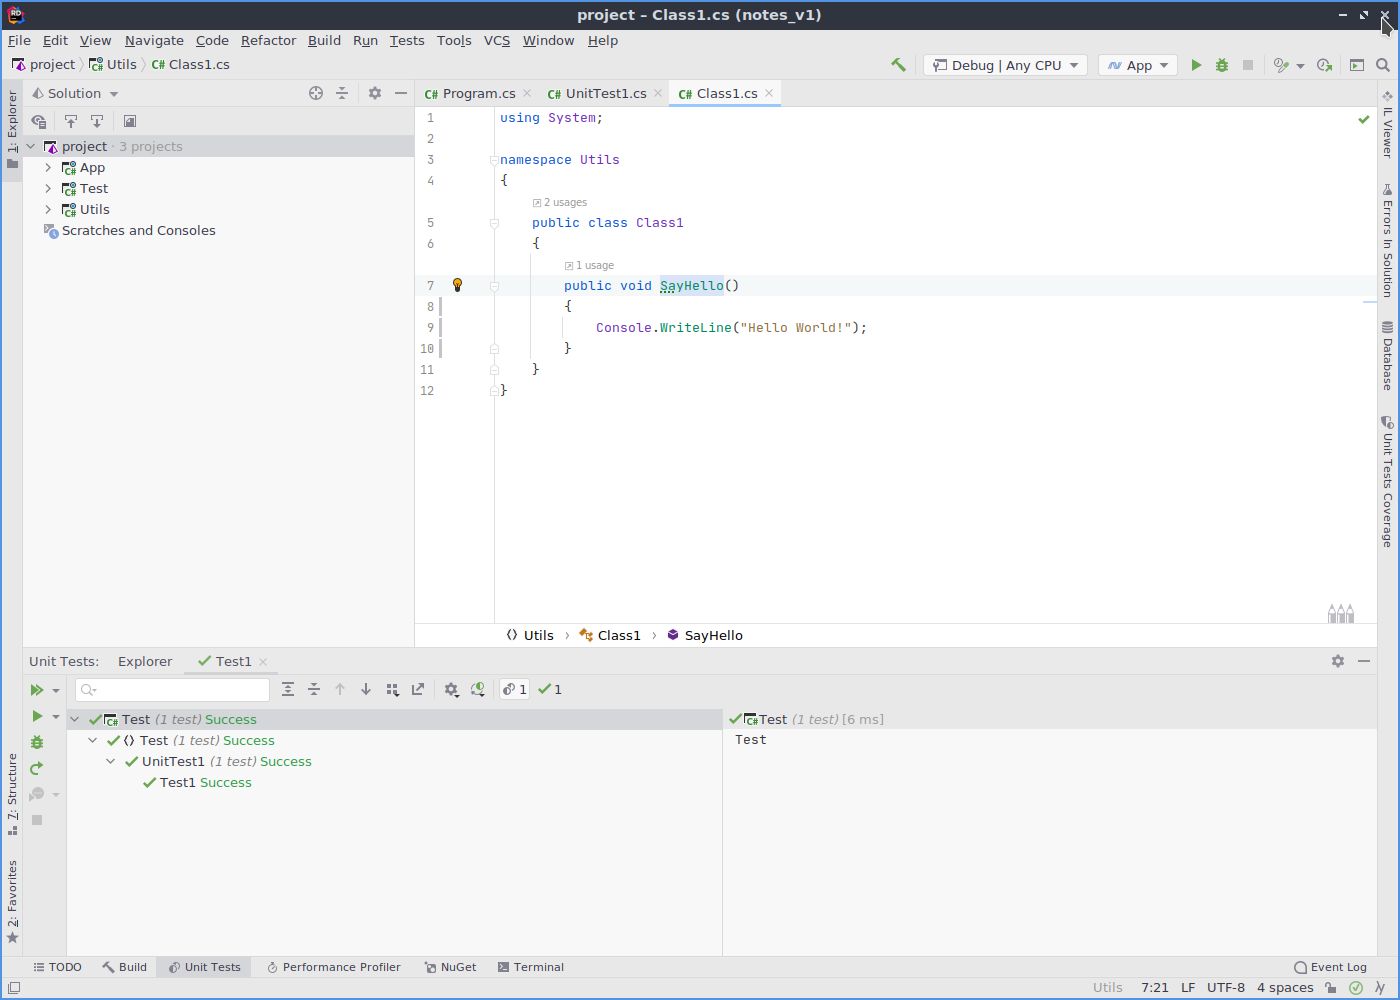 project – Class1.cs (notes_v1)
File Edit View Navigate Code Refactor Build Run Tests Tools VCS Window Help
project Utils C# Class1.cs Debug | Any CPU App
1: Explorer
Solution
project · 3 projects
App
Test
Utils
Scratches and Consoles
C# Program.cs C# UnitTest1.cs C# Class1.cs
1 using System;
2
3 namespace Utils
4 {
2 usages
5 public class Class1
6 {
1 usage
7 public void SayHello()
8 {
9 Console.WriteLine("Hello World!");
10 }
11 }
12 }
Utils › Class1 › SayHello
IL Viewer
Errors In Solution
Database
Unit Tests Coverage
Unit Tests: Explorer Test1
1 1
Test (1 test) Success
Test (1 test) Success
UnitTest1 (1 test) Success
Test1 Success
Test (1 test) [6 ms]
Test
7: Structure
2: Favorites
TODO Build Unit Tests Performance Profiler NuGet Terminal Event Log
Utils 7:21 LF UTF-8 4 spaces